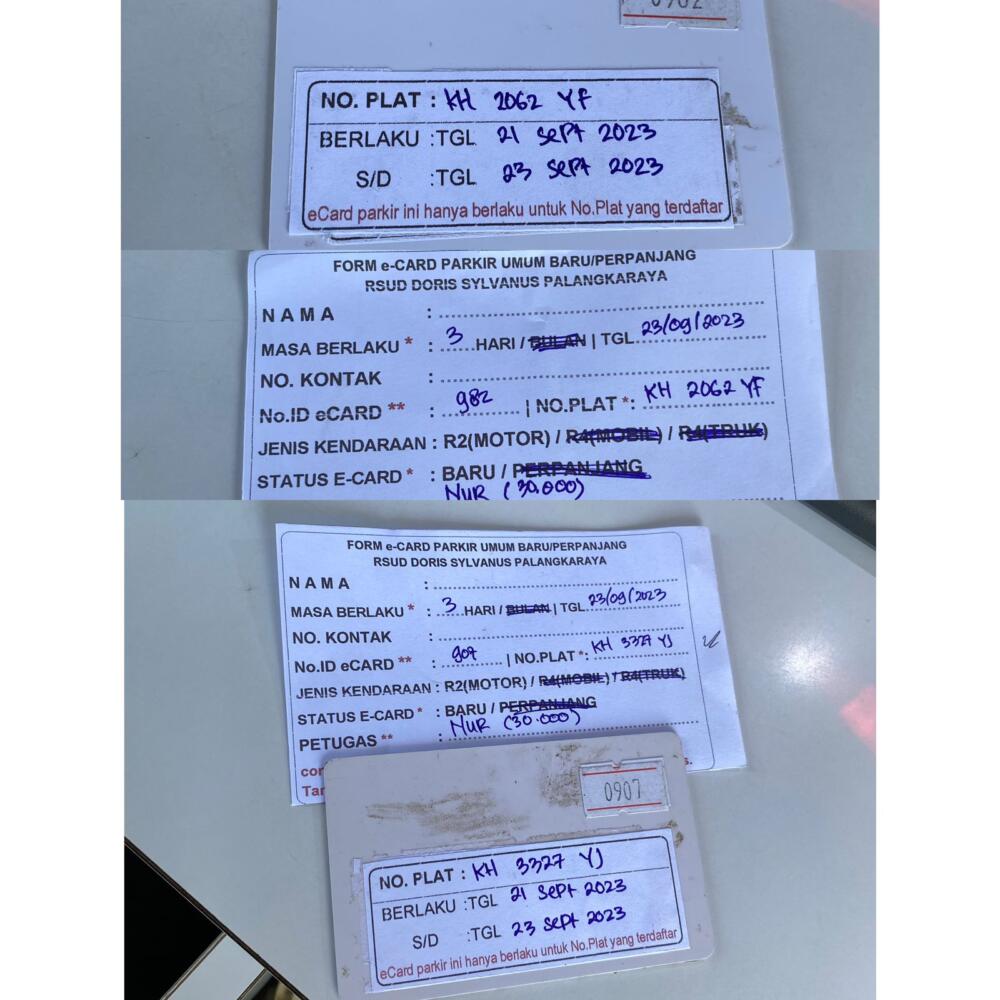 NO. PLAT : KH 2062 YF
BERLAKU :TGL 21 Sept 2023
S/D :TGL 23 Sept 2023
eCard parkir ini hanya berlaku untuk No.Plat yang terdaftar
FORM e-CARD PARKIR UMUM BARU/PERPANJANG
RSUD DORIS SYLVANUS PALANGKARAYA
NAMA :
MASA BERLAKU * : 3 HARI / BULAN | TGL 23/09/2023
NO. KONTAK :
No.ID eCARD ** : 982 | NO.PLAT *: KH 2062 YF
JENIS KENDARAAN : R2(MOTOR) / R4(MOBIL) / R4(TRUK)
STATUS E-CARD * : BARU / PERPANJANG
NUR (30.000)
FORM e-CARD PARKIR UMUM BARU/PERPANJANG
RSUD DORIS SYLVANUS PALANGKARAYA
NAMA :
MASA BERLAKU * : 3 HARI / BULAN | TGL 23/09/2023
NO. KONTAK :
No.ID eCARD ** : 907 | NO.PLAT *: KH 3327 YJ
JENIS KENDARAAN : R2(MOTOR) / R4(MOBIL) / R4(TRUK)
STATUS E-CARD * : BARU / PERPANJANG
PETUGAS ** : NUR (30.000)
0907
NO. PLAT : KH 3327 YJ
BERLAKU :TGL 21 Sept 2023
S/D :TGL 23 Sept 2023
eCard parkir ini hanya berlaku untuk No.Plat yang terdaftar